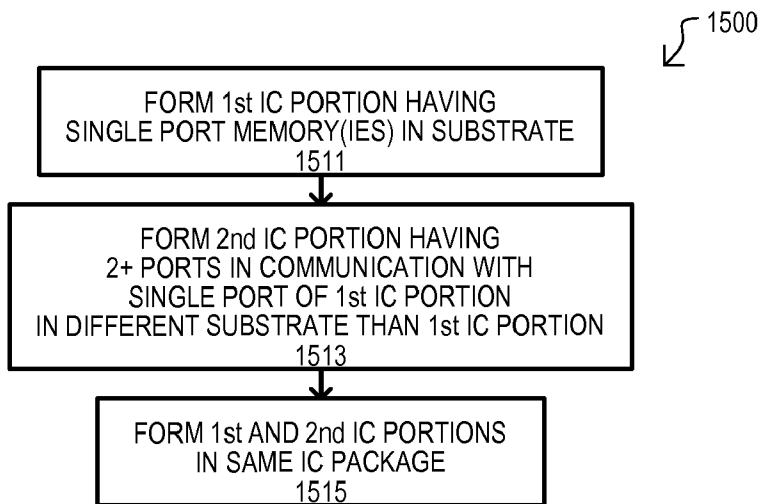 1500
FORM 1st IC PORTION HAVING
SINGLE PORT MEMORY(IES) IN SUBSTRATE
1511
FORM 2nd IC PORTION HAVING
2+ PORTS IN COMMUNICATION WITH
SINGLE PORT OF 1st IC PORTION
IN DIFFERENT SUBSTRATE THAN 1st IC PORTION
1513
FORM 1st AND 2nd IC PORTIONS
IN SAME IC PACKAGE
1515